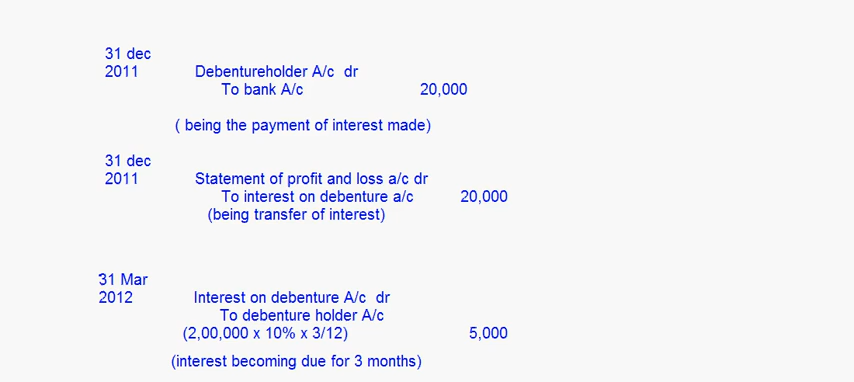 31 dec
2011 Debentureholder A/c dr
To bank A/c 20,000
( being the payment of interest made)
31 dec
2011 Statement of profit and loss a/c dr
To interest on debenture a/c 20,000
(being transfer of interest)
31 Mar
2012 Interest on debenture A/c dr
To debenture holder A/c
(2,00,000 x 10% x 3/12) 5,000
(interest becoming due for 3 months)